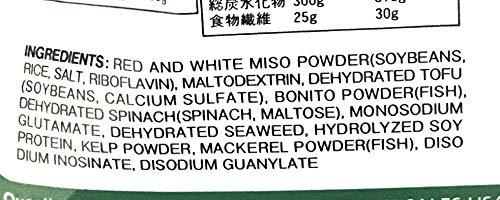 総炭水化物 300g
食物繊維 25g 30g
INGREDIENTS: RED AND WHITE MISO POWDER(SOYBEANS,
RICE, SALT, RIBOFLAVIN), MALTODEXTRIN, DEHYDRATED TOFU
(SOYBEANS, CALCIUM SULFATE), BONITO POWDER(FISH),
DEHYDRATED SPINACH(SPINACH, MALTOSE), MONOSODIUM
GLUTAMATE, DEHYDRATED SEAWEED, HYDROLYZED SOY
PROTEIN, KELP POWDER, MACKEREL POWDER(FISH), DISO
DIUM INOSINATE, DISODIUM GUANYLATE